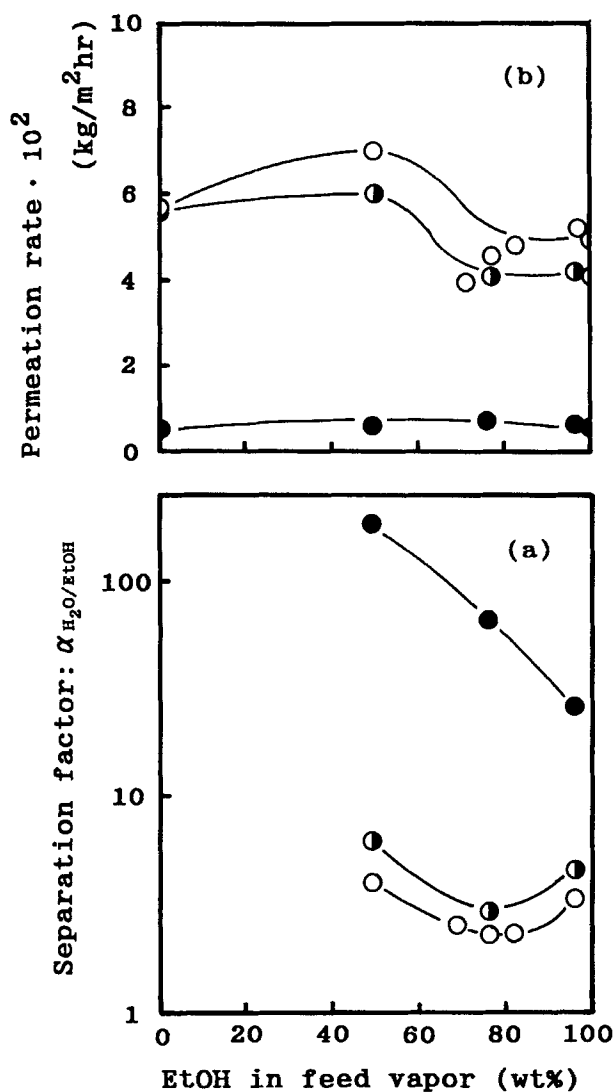 Permeation rate · 10²
(kg/m²hr)
10
8
6
4
2
0
(b)
Separation factor: α H₂O/EtOH
100
10
1
(a)
0
20
40
60
80
100
EtOH in feed vapor (wt%)